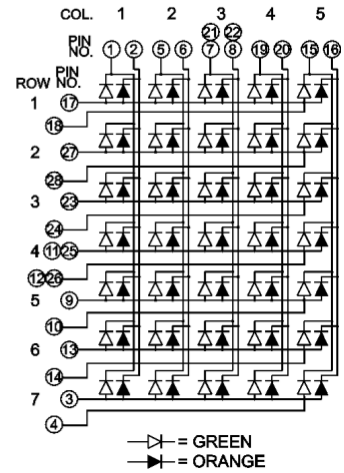 COL. 1 2 3 4 5
21 22
PIN NO. 1 2 5 6 7 8 19 20 15 16
ROW PIN NO.
1 17
18
2 27
28
3 23
24
4 11 25
12 26
5 9
10
6 13
14
7 3
4
= GREEN
= ORANGE